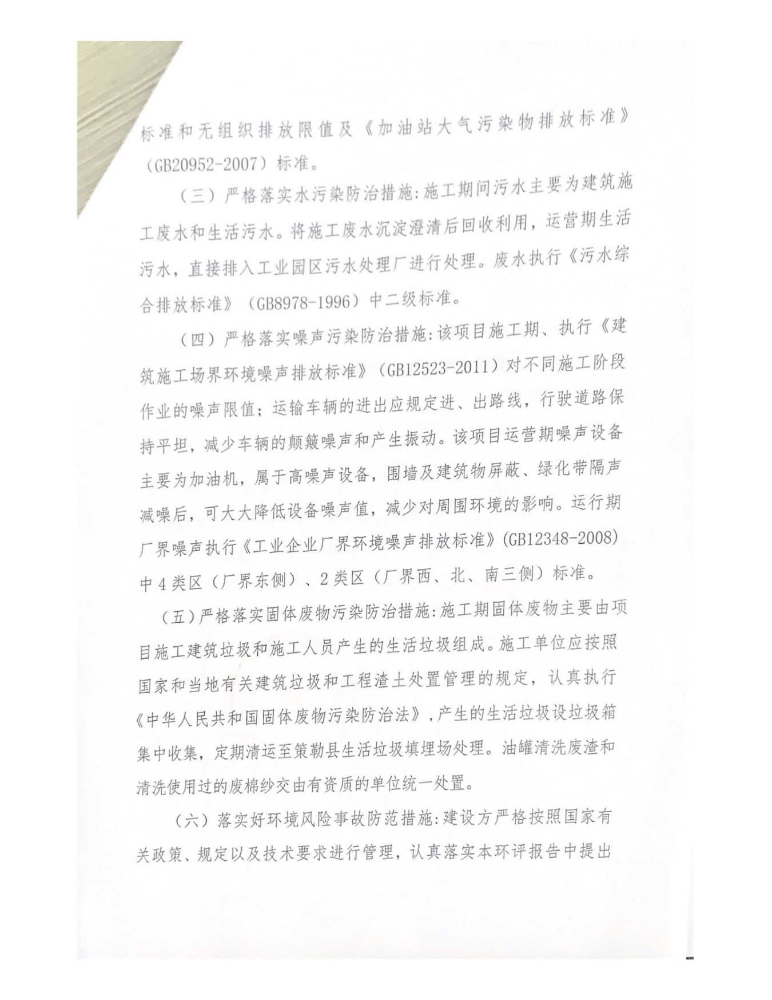 标准和无组织排放限值及《加油站大气污染物排放标准》
（GB20952-2007）标准。
（三）严格落实水污染防治措施:施工期间污水主要为建筑施
工废水和生活污水。将施工废水沉淀澄清后回收利用，运营期生活
污水，直接排入工业园区污水处理厂进行处理。废水执行《污水综
合排放标准》（GB8978-1996）中二级标准。
（四）严格落实噪声污染防治措施:该项目施工期、执行《建
筑施工场界环境噪声排放标准》（GB12523-2011）对不同施工阶段
作业的噪声限值；运输车辆的进出应规定进、出路线，行驶道路保
持平坦，减少车辆的颠簸噪声和产生振动。该项目运营期噪声设备
主要为加油机，属于高噪声设备，围墙及建筑物屏蔽、绿化带隔声
减噪后，可大大降低设备噪声值，减少对周围环境的影响。运行期
厂界噪声执行《工业企业厂界环境噪声排放标准》(GB12348-2008)
中 4 类区（厂界东侧）、2 类区（厂界西、北、南三侧）标准。
（五)严格落实固体废物污染防治措施:施工期固体废物主要由项
目施工建筑垃圾和施工人员产生的生活垃圾组成。施工单位应按照
国家和当地有关建筑垃圾和工程渣土处置管理的规定，认真执行
《中华人民共和国固体废物污染防治法》,产生的生活垃圾设垃圾箱
集中收集，定期清运至策勒县生活垃圾填埋场处理。油罐清洗废渣和
清洗使用过的废棉纱交由有资质的单位统一处置。
（六）落实好环境风险事故防范措施:建设方严格按照国家有
关政策、规定以及技术要求进行管理，认真落实本环评报告中提出